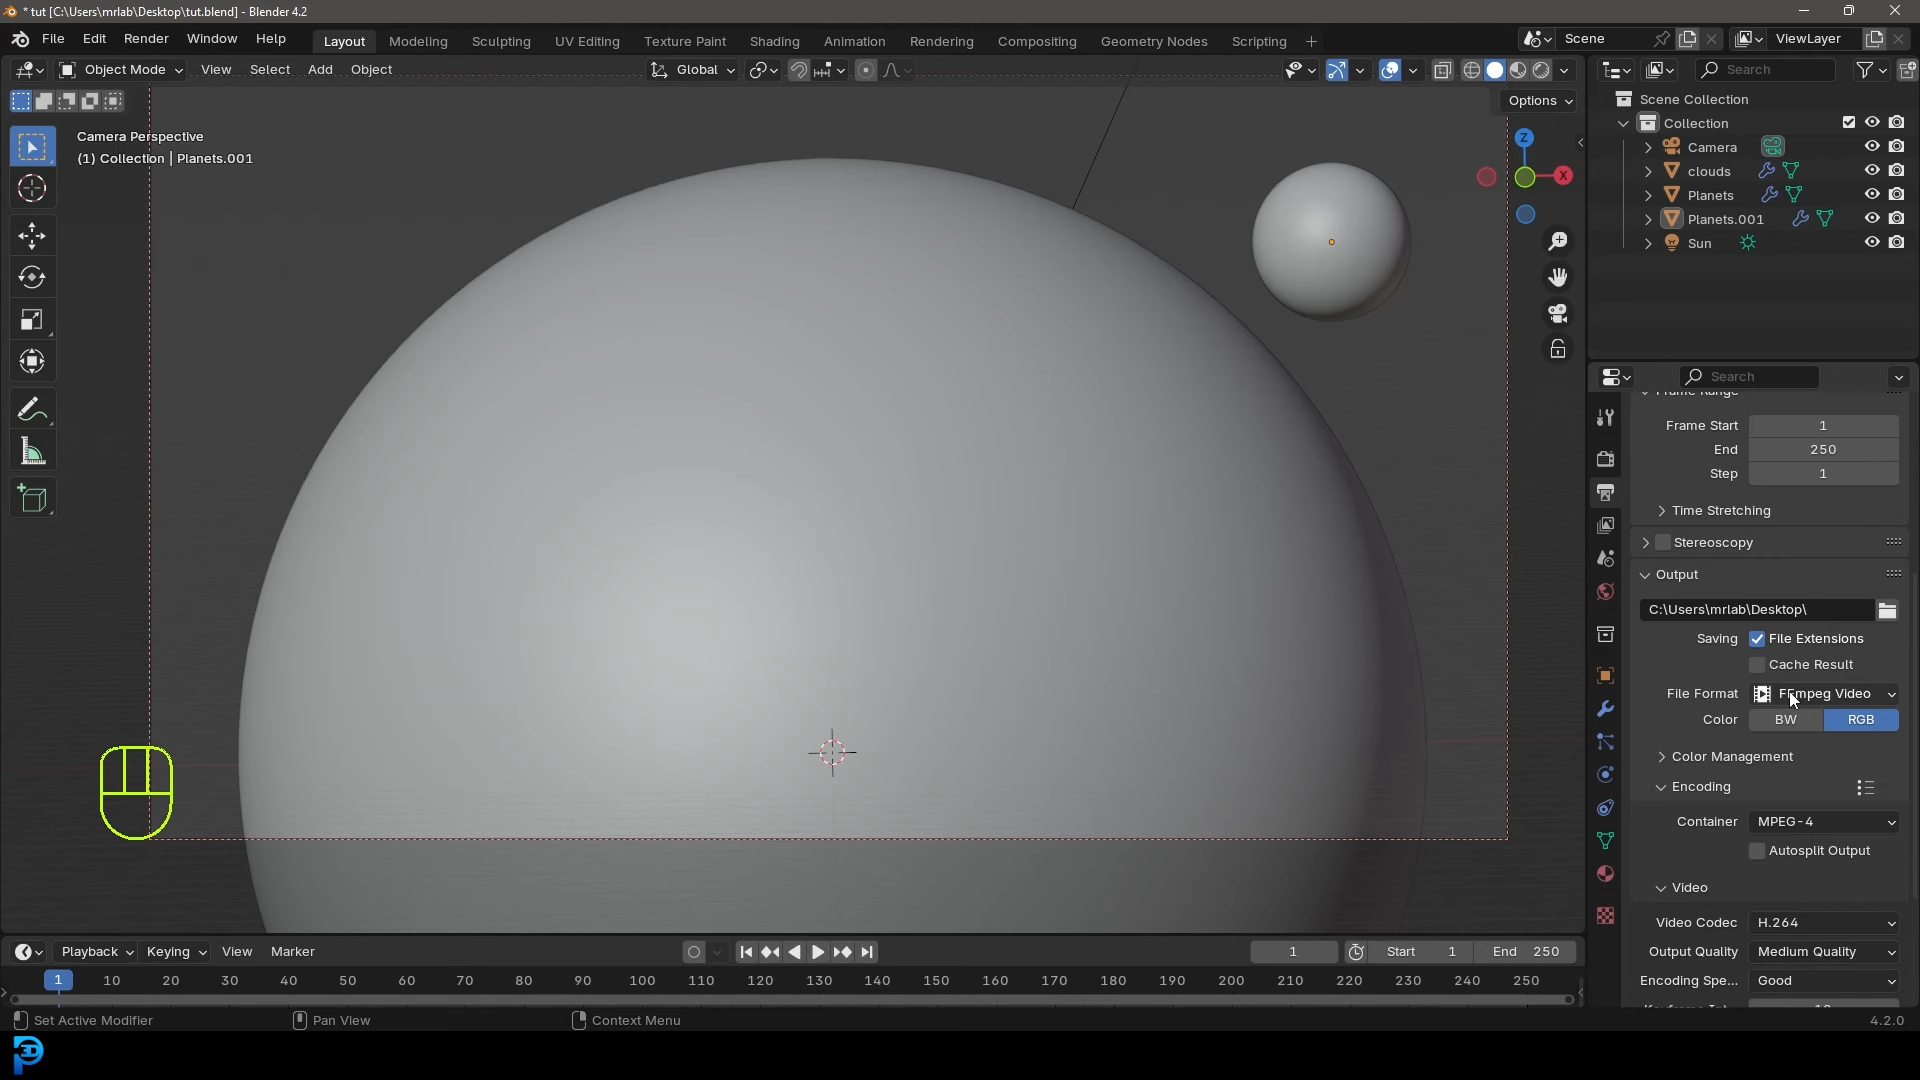 * tut [C:\Users\mrlab\Desktop\tut.blend] - Blender 4.2
File Edit Render Window Help
Layout Modeling Sculpting UV Editing Texture Paint Shading Animation Rendering Compositing Geometry Nodes Scripting +
Scene
ViewLayer
Object Mode View Select Add Object
Global
Search
Options
Camera Perspective
(1) Collection | Planets.001
Z
X
Scene Collection
Collection
Camera
clouds
Planets
Planets.001
Sun
Search
Frame Range
Frame Start 1
End 250
Step 1
Time Stretching
Stereoscopy
Output
C:\Users\mrlab\Desktop\
Saving File Extensions
Cache Result
File Format FFmpeg Video
Color BW RGB
Color Management
Encoding
Container MPEG-4
Autosplit Output
Video
Video Codec H.264
Output Quality Medium Quality
Encoding Spe... Good
Playback Keying View Marker
1
Start 1
End 250
1 10 20 30 40 50 60 70 80 90 100 110 120 130 140 150 160 170 180 190 200 210 220 230 240 250
Set Active Modifier
Pan View
Context Menu
4.2.0